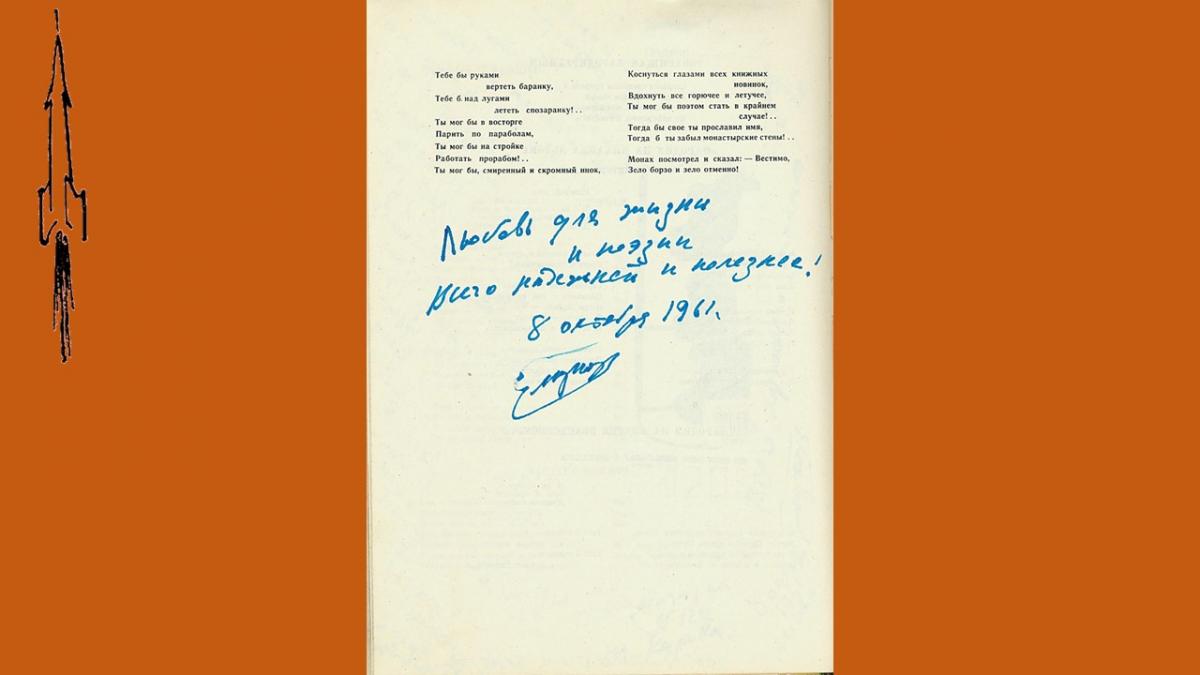 Тебе бы руками
вертеть баранку,
Тебе б над лугами
лететь спозаранку!..
Ты мог бы в восторге
Парить по параболам,
Ты мог бы на стройке
Работать прорабом!..
Ты мог бы, смиренный и скромный инок,
Коснуться глазами всех книжных
новинок,
Вдохнуть все горючее и летучее,
Ты мог бы поэтом стать в крайнем
случае!..
Тогда бы свое ты прославил имя,
Тогда б ты забыл монастырские стены!..
Монах посмотрел и сказал: — Вестимо,
Зело борзо и зело отменно!
Любовь для жизни
и поэзии
Всего надежней и полезнее!
8 октября 1961.